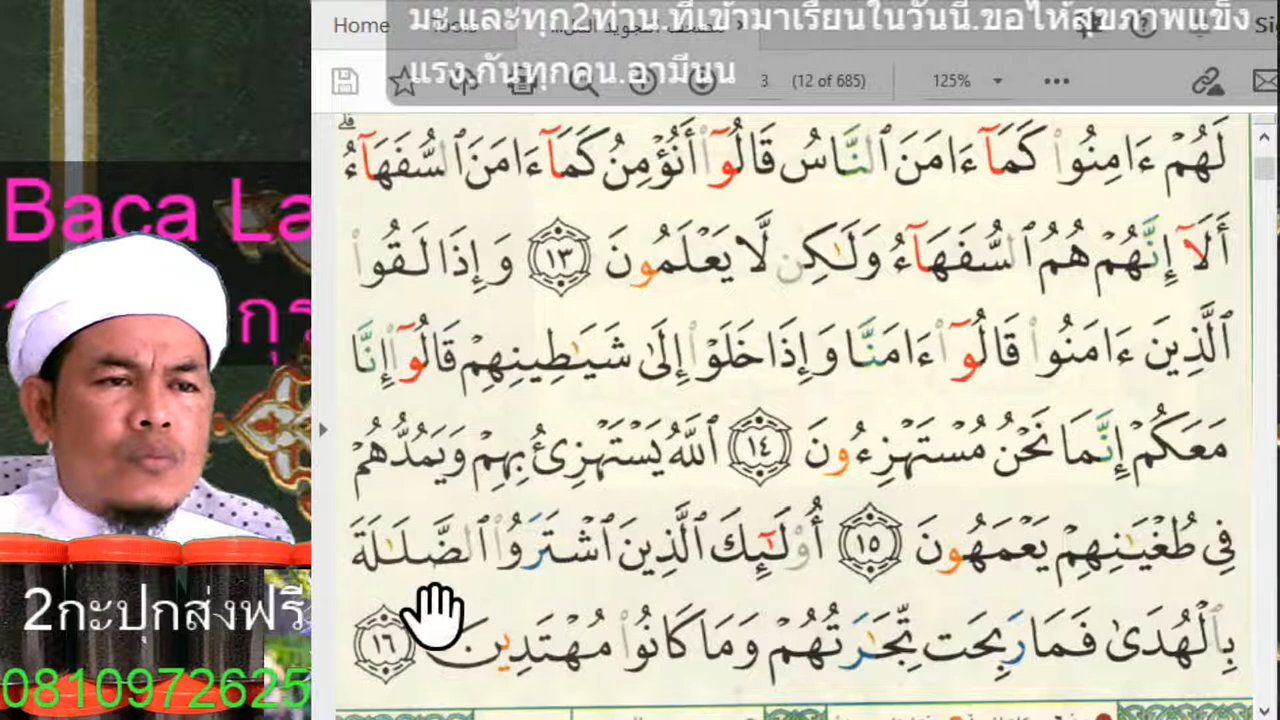 มะ.และทุก2ท่าน.ที่เข้ามาเรียนในวันนี้.ขอให้สุขภาพแข็ง
แรง.กันทุกคน.อามีนน
Home
3 (12 of 685) 125%
Baca La
لَهُمْ ءَامِنُوا۟ كَمَآ ءَامَنَ ٱلنَّاسُ قَالُوٓا۟ أَنُؤْمِنُ كَمَآ ءَامَنَ ٱلسُّفَهَآءُ ۗ
أَلَآ إِنَّهُمْ هُمُ ٱلسُّفَهَآءُ وَلَٰكِن لَّا يَعْلَمُونَ ١٣ وَإِذَا لَقُوا۟
ٱلَّذِينَ ءَامَنُوا۟ قَالُوٓا۟ ءَامَنَّا وَإِذَا خَلَوْا۟ إِلَىٰ شَيَٰطِينِهِمْ قَالُوٓا۟ إِنَّا
مَعَكُمْ إِنَّمَا نَحْنُ مُسْتَهْزِءُونَ ١٤ ٱللَّهُ يَسْتَهْزِئُ بِهِمْ وَيَمُدُّهُمْ
فِى طُغْيَٰنِهِمْ يَعْمَهُونَ ١٥ أُو۟لَٰٓئِكَ ٱلَّذِينَ ٱشْتَرَوُا۟ ٱلضَّلَٰلَةَ
بِٱلْهُدَىٰ فَمَا رَبِحَت تِّجَٰرَتُهُمْ وَمَا كَانُوا۟ مُهْتَدِينَ ١٦
2กะปุกส่งฟรี
0810972625